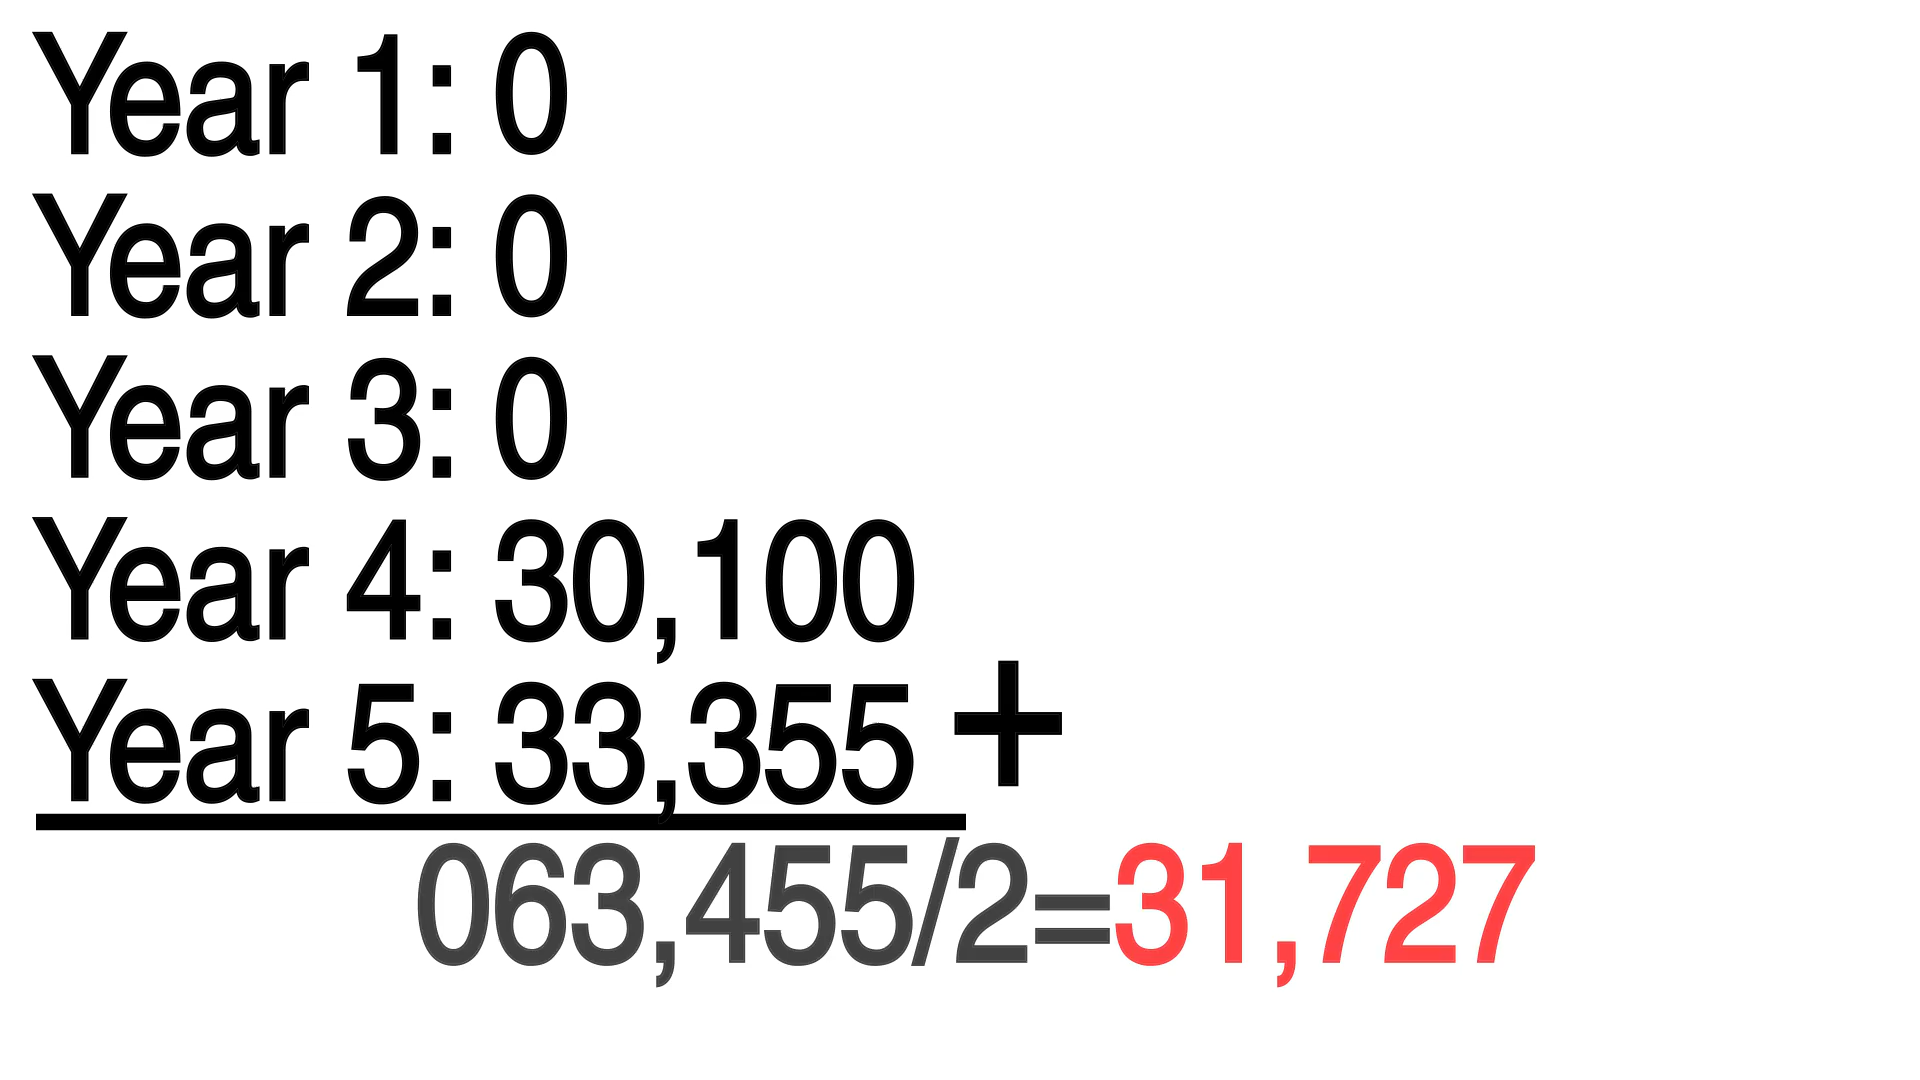 Year 1: 0
Year 2: 0
Year 3: 0
Year 4: 30,100
Year 5: 33,355 +
063,455/2=31,727